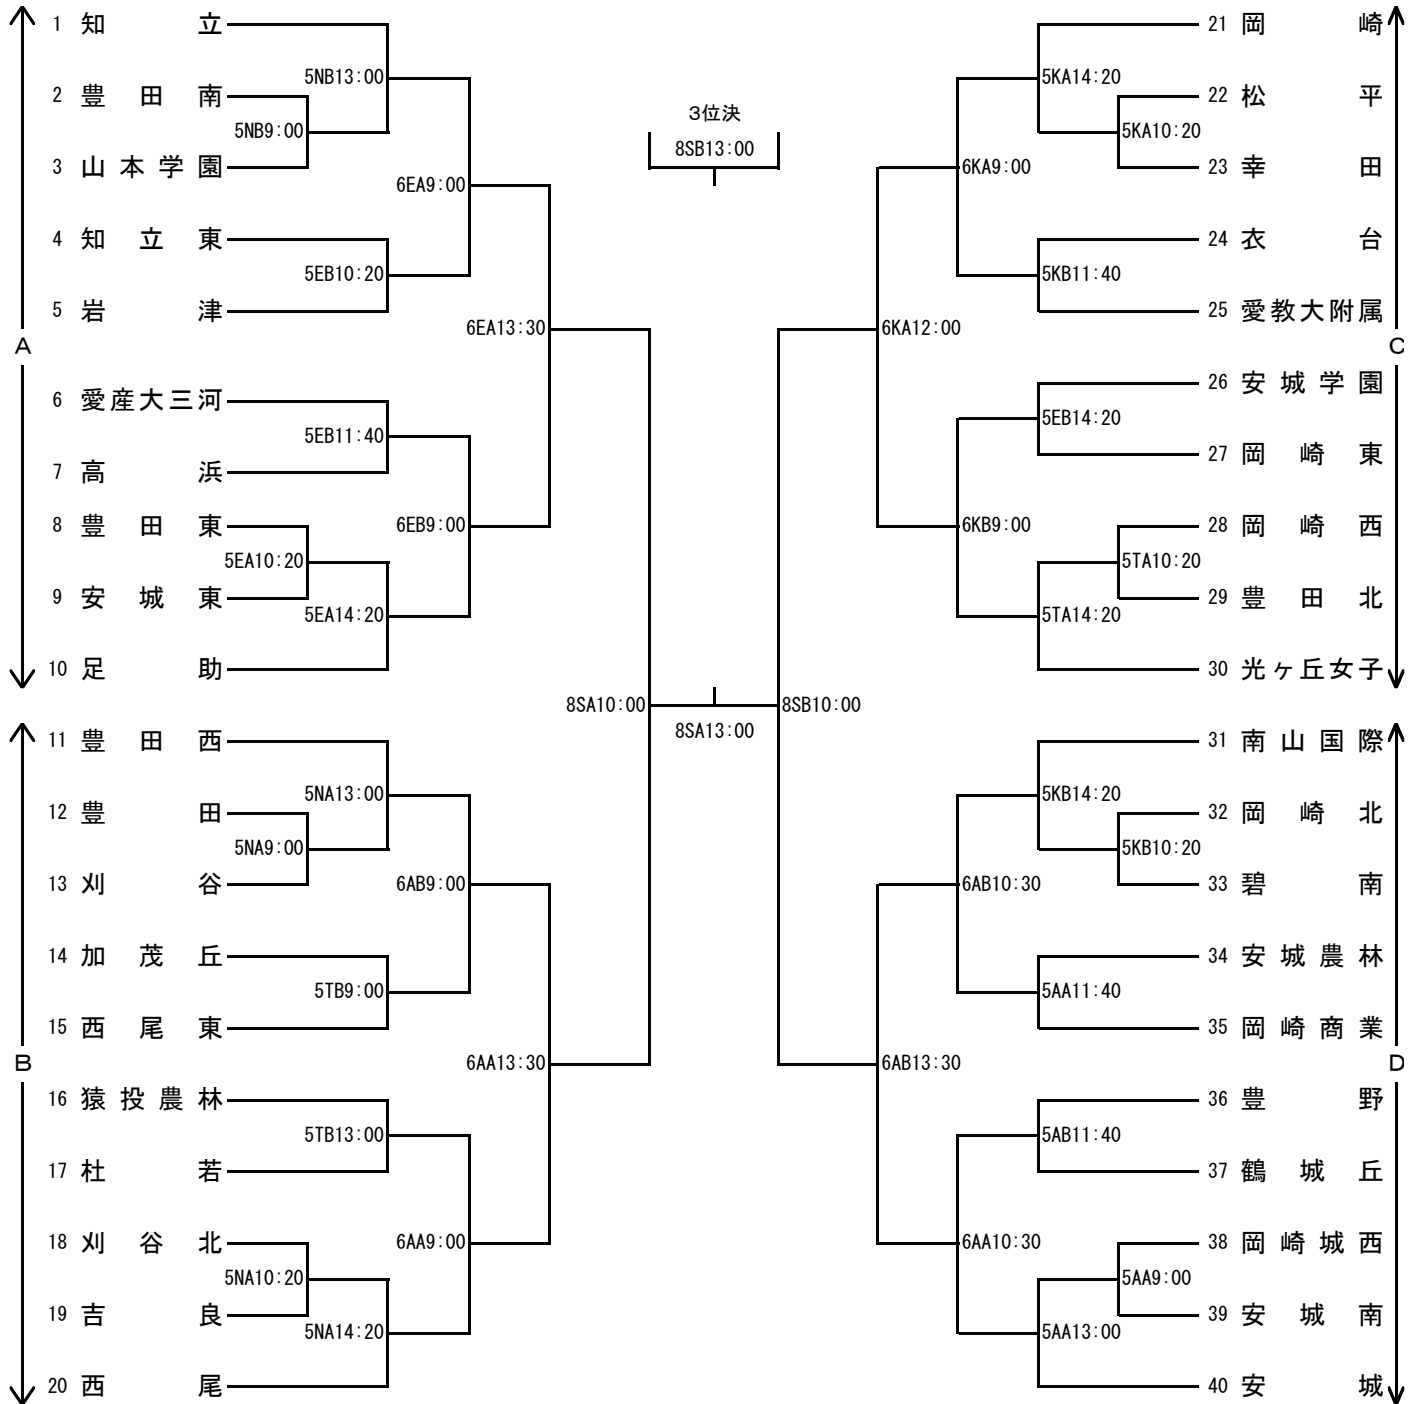 1 知立
5NB13:00
2 豊田南
5NB9:00
3 山本学園
6EA9:00
4 知立東
5EB10:20
5 岩津
6EA13:30
A
6 愛産大三河
5EB11:40
7 高浜
8 豊田東
6EB9:00
5EA10:20
9 安城東
5EA14:20
10 足助
8SA10:00
11 豊田西
5NA13:00
12 豊田
5NA9:00
13 刈谷
6AB9:00
14 加茂丘
5TB9:00
15 西尾東
B
6AA13:30
16 猿投農林
5TB13:00
17 杜若
18 刈谷北
6AA9:00
5NA10:20
19 吉良
5NA14:20
20 西尾
3位決
8SB13:00
8SA13:00
21 岡崎
5KA14:20
22 松平
5KA10:20
23 幸田
6KA9:00
24 衣台
5KB11:40
25 愛教大附属
6KA12:00
C
26 安城学園
5EB14:20
27 岡崎東
28 岡崎西
6KB9:00
5TA10:20
29 豊田北
5TA14:20
30 光ヶ丘女子
8SB10:00
31 南山国際
5KB14:20
32 岡崎北
5KB10:20
33 碧南
6AB10:30
34 安城農林
5AA11:40
35 岡崎商業
6AB13:30
D
36 豊野
5AB11:40
37 鶴城丘
38 岡崎城西
6AA10:30
5AA9:00
39 安城南
5AA13:00
40 安城